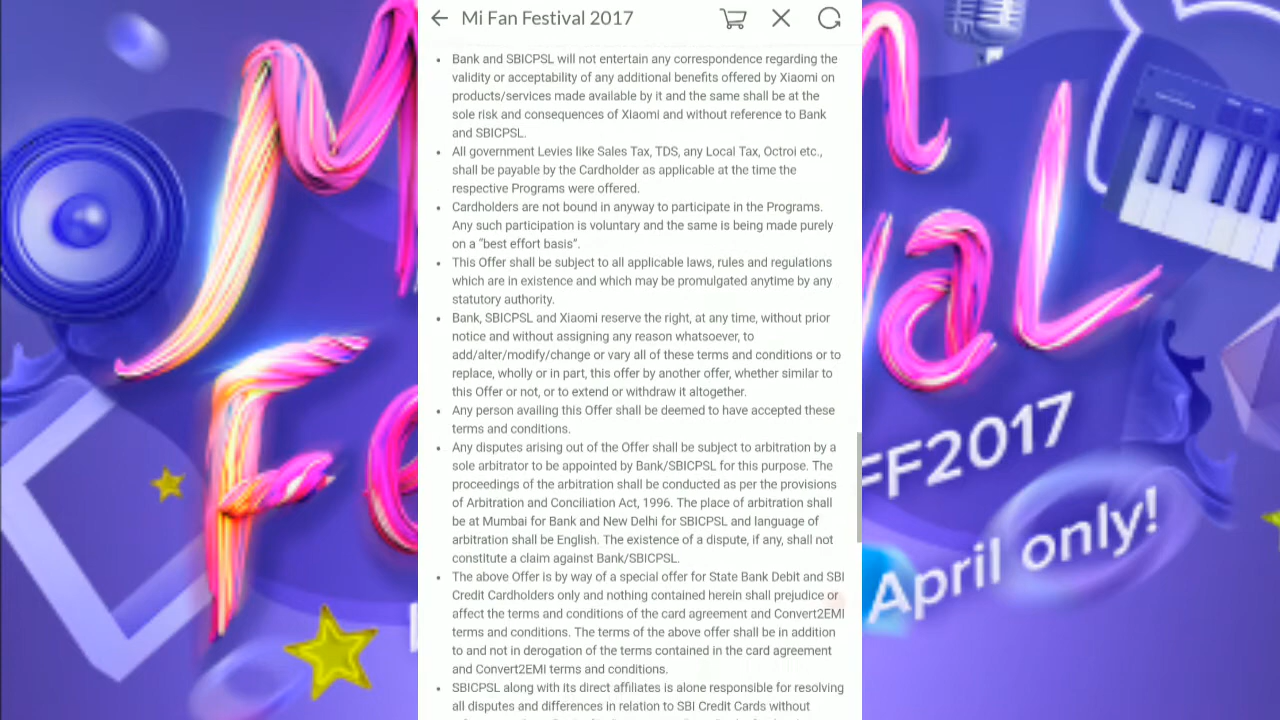 Mi Fan Festival 2017
Bank and SBICPSL will not entertain any correspondence regarding the
validity or acceptability of any additional benefits offered by Xiaomi on
products/services made available by it and the same shall be at the
sole risk and consequences of Xiaomi and without reference to Bank
and SBICPSL.
All government Levies like Sales Tax, TDS, any Local Tax, Octroi etc.,
shall be payable by the Cardholder as applicable at the time the
respective Programs were offered.
Cardholders are not bound in anyway to participate in the Programs.
Any such participation is voluntary and the same is being made purely
on a “best effort basis”.
This Offer shall be subject to all applicable laws, rules and regulations
which are in existence and which may be promulgated anytime by any
statutory authority.
Bank, SBICPSL and Xiaomi reserve the right, at any time, without prior
notice and without assigning any reason whatsoever, to
add/alter/modify/change or vary all of these terms and conditions or to
replace, wholly or in part, this offer by another offer, whether similar to
this Offer or not, or to extend or withdraw it altogether.
Any person availing this Offer shall be deemed to have accepted these
terms and conditions.
Any disputes arising out of the Offer shall be subject to arbitration by a
sole arbitrator to be appointed by Bank/SBICPSL for this purpose. The
proceedings of the arbitration shall be conducted as per the provisions
of Arbitration and Conciliation Act, 1996. The place of arbitration shall
be at Mumbai for Bank and New Delhi for SBICPSL and language of
arbitration shall be English. The existence of a dispute, if any, shall not
constitute a claim against Bank/SBICPSL.
The above Offer is by way of a special offer for State Bank Debit and SBI
Credit Cardholders only and nothing contained herein shall prejudice or
affect the terms and conditions of the card agreement and Convert2EMI
terms and conditions. The terms of the above offer shall be in addition
to and not in derogation of the terms contained in the card agreement
and Convert2EMI terms and conditions.
SBICPSL along with its direct affiliates is alone responsible for resolving
all disputes and differences in relation to SBI Credit Cards without
M
Fe
aL
FF2017
April only!